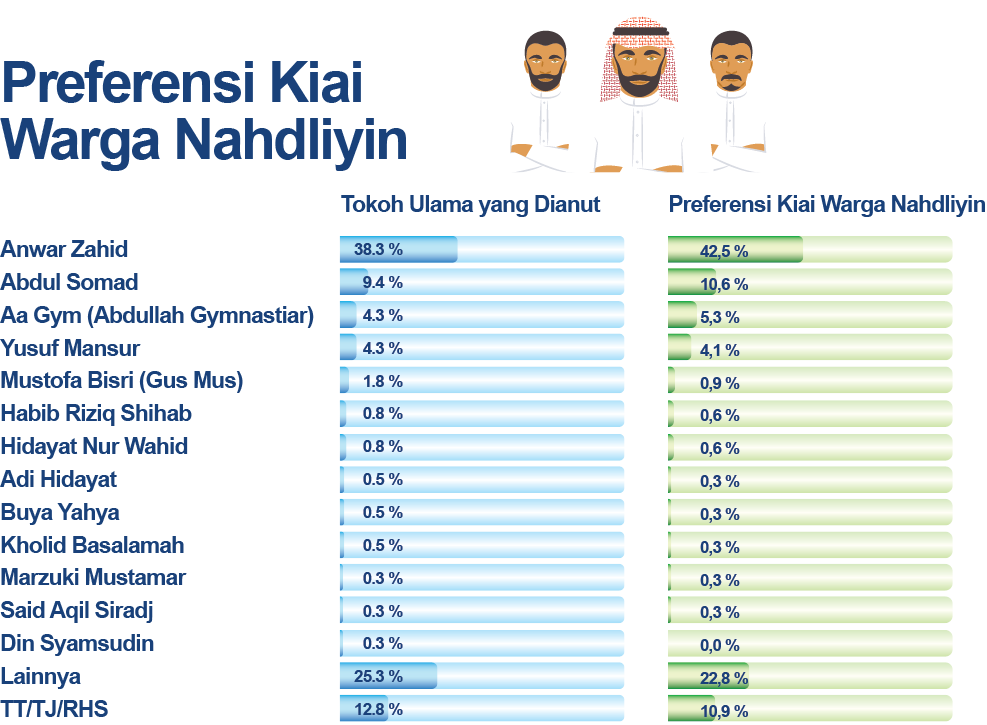 Preferensi Kiai
Warga Nahdliyin
Tokoh Ulama yang Dianut Preferensi Kiai Warga Nahdliyin
Anwar Zahid 38.3 % 42,5 %
Abdul Somad 9.4 % 10,6 %
Aa Gym (Abdullah Gymnastiar) 4.3 % 5,3 %
Yusuf Mansur 4.3 % 4,1 %
Mustofa Bisri (Gus Mus) 1.8 % 0,9 %
Habib Riziq Shihab 0.8 % 0,6 %
Hidayat Nur Wahid 0.8 % 0,6 %
Adi Hidayat 0.5 % 0,3 %
Buya Yahya 0.5 % 0,3 %
Kholid Basalamah 0.5 % 0,3 %
Marzuki Mustamar 0.3 % 0,3 %
Said Aqil Siradj 0.3 % 0,3 %
Din Syamsudin 0.3 % 0,0 %
Lainnya 25.3 % 22,8 %
TT/TJ/RHS 12.8 % 10,9 %